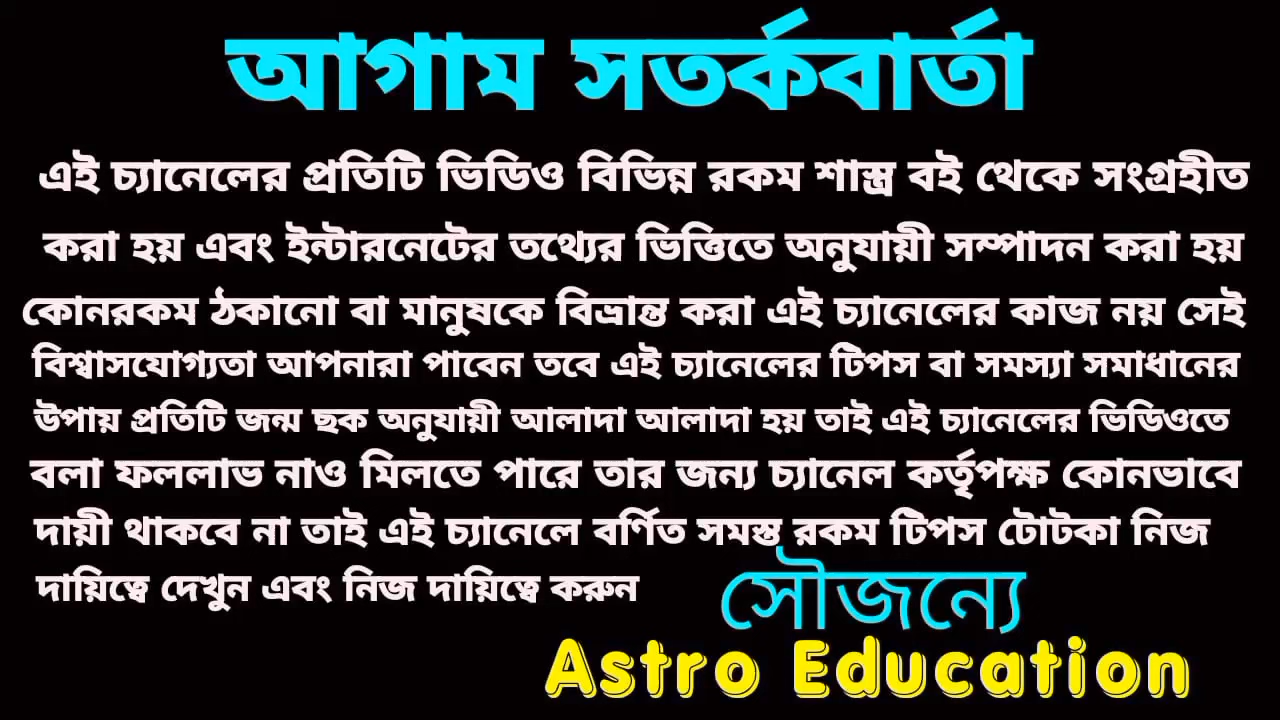 আগাম সতর্কবার্তা
এই চ্যানেলের প্রতিটি ভিডিও বিভিন্ন রকম শাস্ত্র বই থেকে সংগ্রহীত
করা হয় এবং ইন্টারনেটের তথ্যের ভিত্তিতে অনুযায়ী সম্পাদন করা হয়
কোনরকম ঠকানো বা মানুষকে বিভ্রান্ত করা এই চ্যানেলের কাজ নয় সেই
বিশ্বাসযোগ্যতা আপনারা পাবেন তবে এই চ্যানেলের টিপস বা সমস্যা সমাধানের
উপায় প্রতিটি জন্ম ছক অনুযায়ী আলাদা আলাদা হয় তাই এই চ্যানেলের ভিডিওতে
বলা ফললাভ নাও মিলতে পারে তার জন্য চ্যানেল কর্তৃপক্ষ কোনভাবে
দায়ী থাকবে না তাই এই চ্যানেলে বর্ণিত সমস্ত রকম টিপস টোটকা নিজ
দায়িত্বে দেখুন এবং নিজ দায়িত্বে করুন
সৌজন্যে
Astro Education